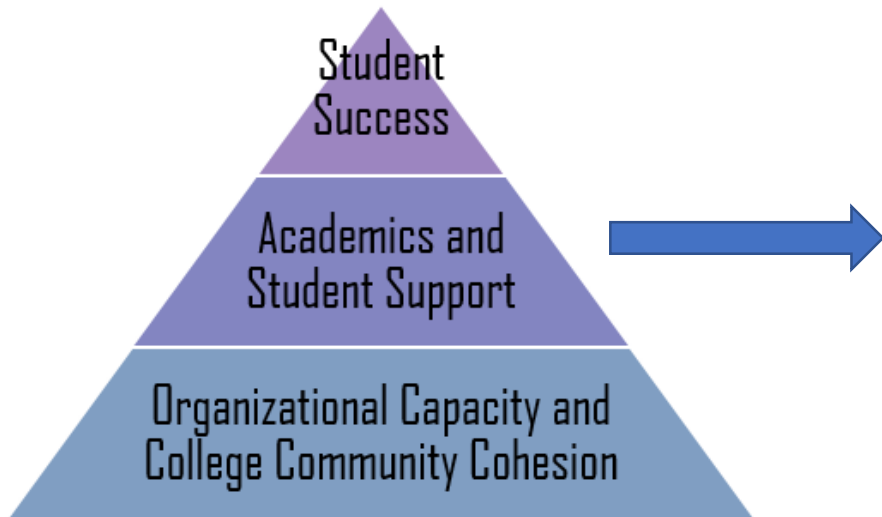 Student
Success
Academics and
Student Support
Organizational Capacity and
College Community Cohesion